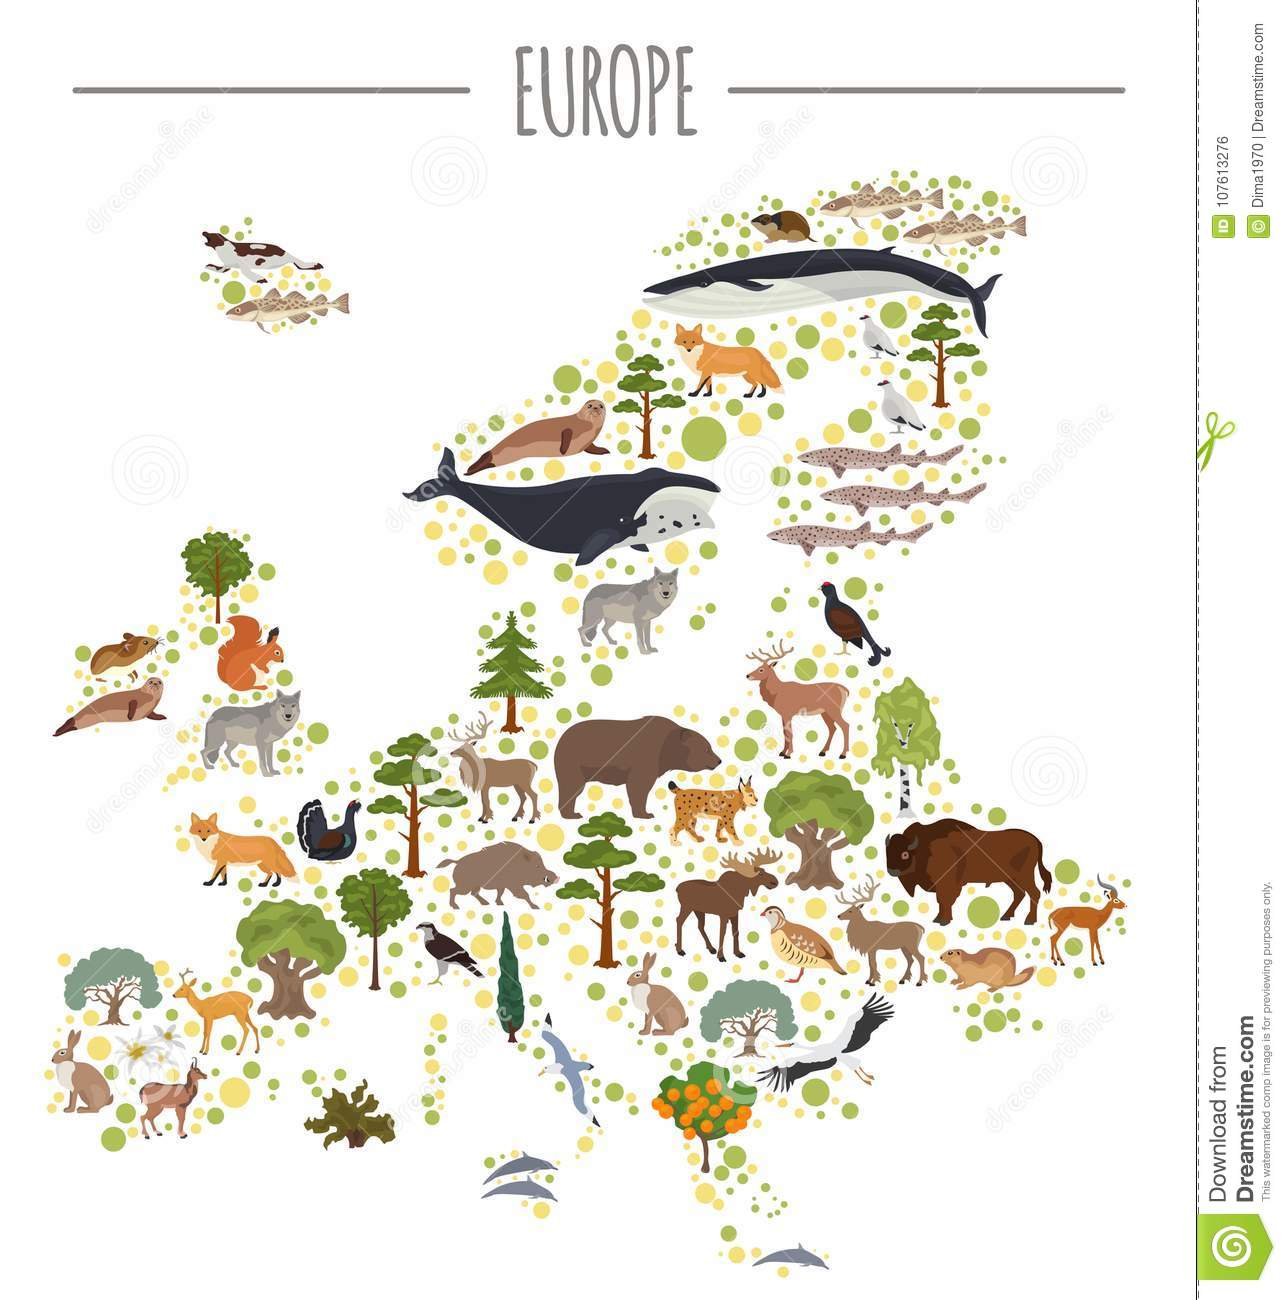 EUROPE
dreamstime.
ID 107613276
© Dima1970 | Dreamstime.com
Download from
Dreamstime.com
This watermarked comp image is for previewing purposes only.